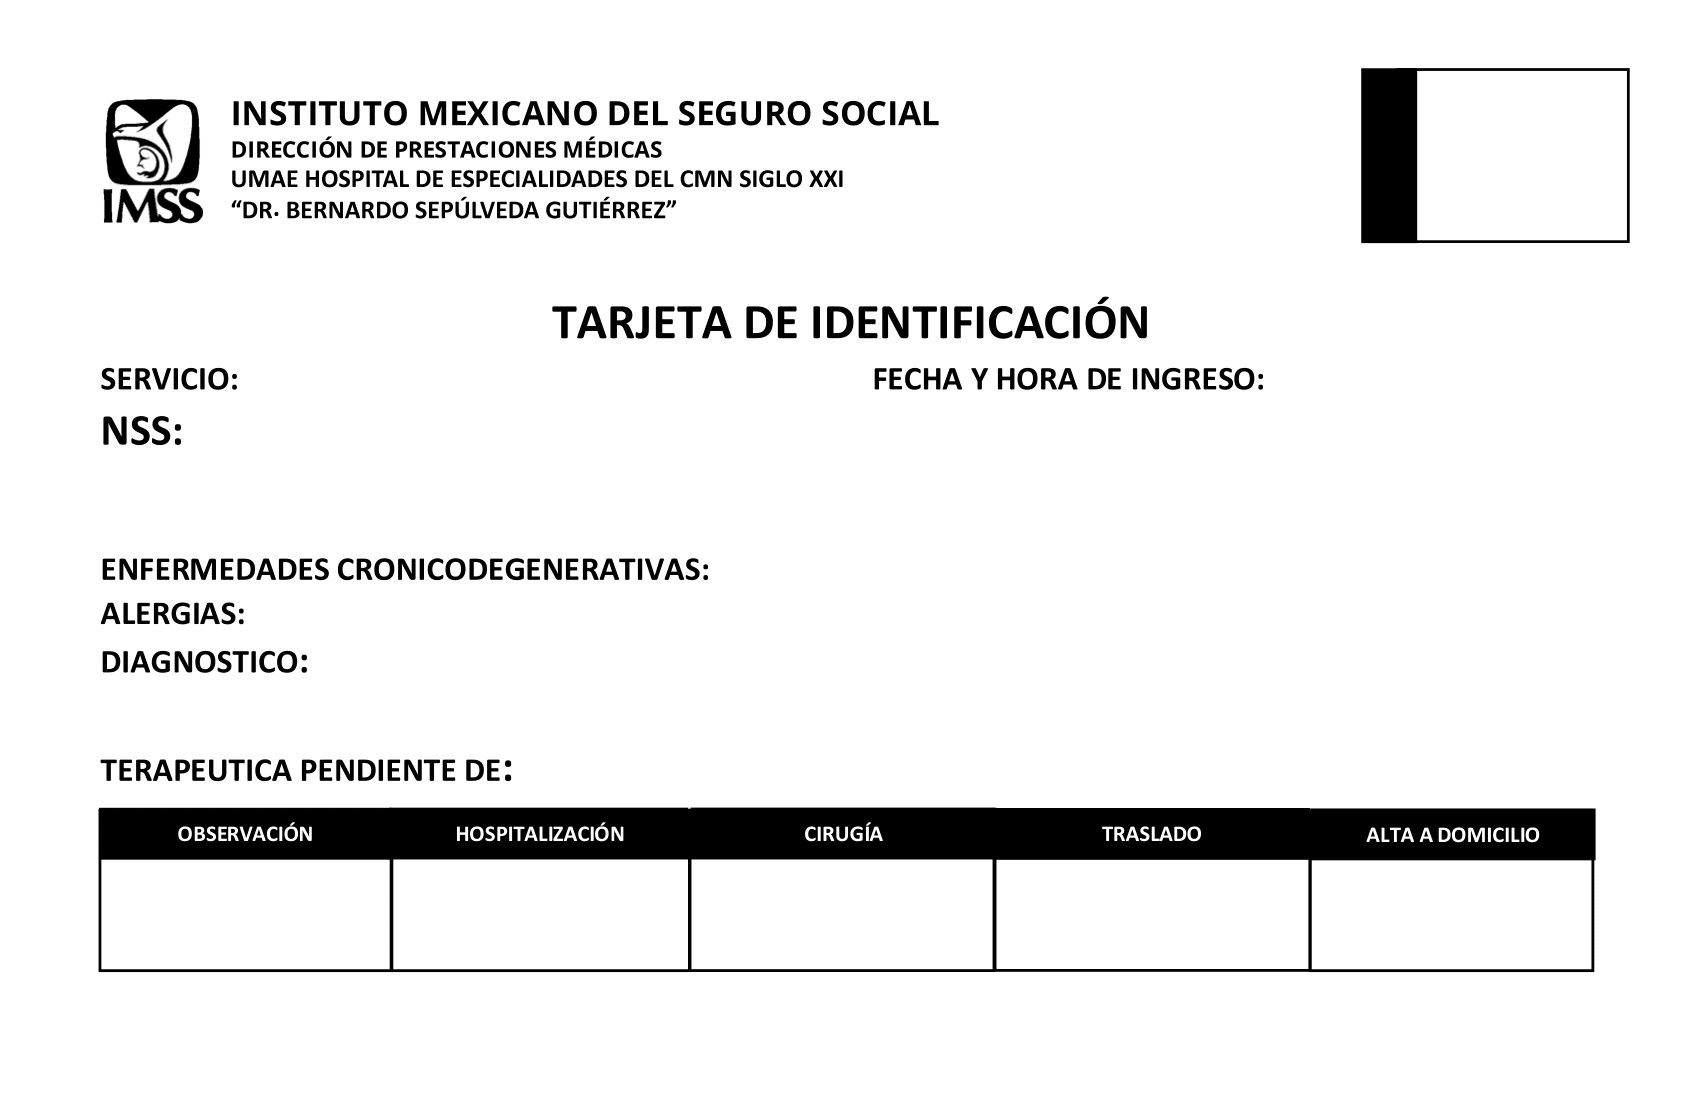 INSTITUTO MEXICANO DEL SEGURO SOCIAL
DIRECCIÓN DE PRESTACIONES MÉDICAS
UMAE HOSPITAL DE ESPECIALIDADES DEL CMN SIGLO XXI
“DR. BERNARDO SEPÚLVEDA GUTIÉRREZ”
IMSS
TARJETA DE IDENTIFICACIÓN
SERVICIO: FECHA Y HORA DE INGRESO:
NSS:
ENFERMEDADES CRONICODEGENERATIVAS:
ALERGIAS:
DIAGNOSTICO:
TERAPEUTICA PENDIENTE DE:
OBSERVACIÓN HOSPITALIZACIÓN CIRUGÍA TRASLADO ALTA A DOMICILIO